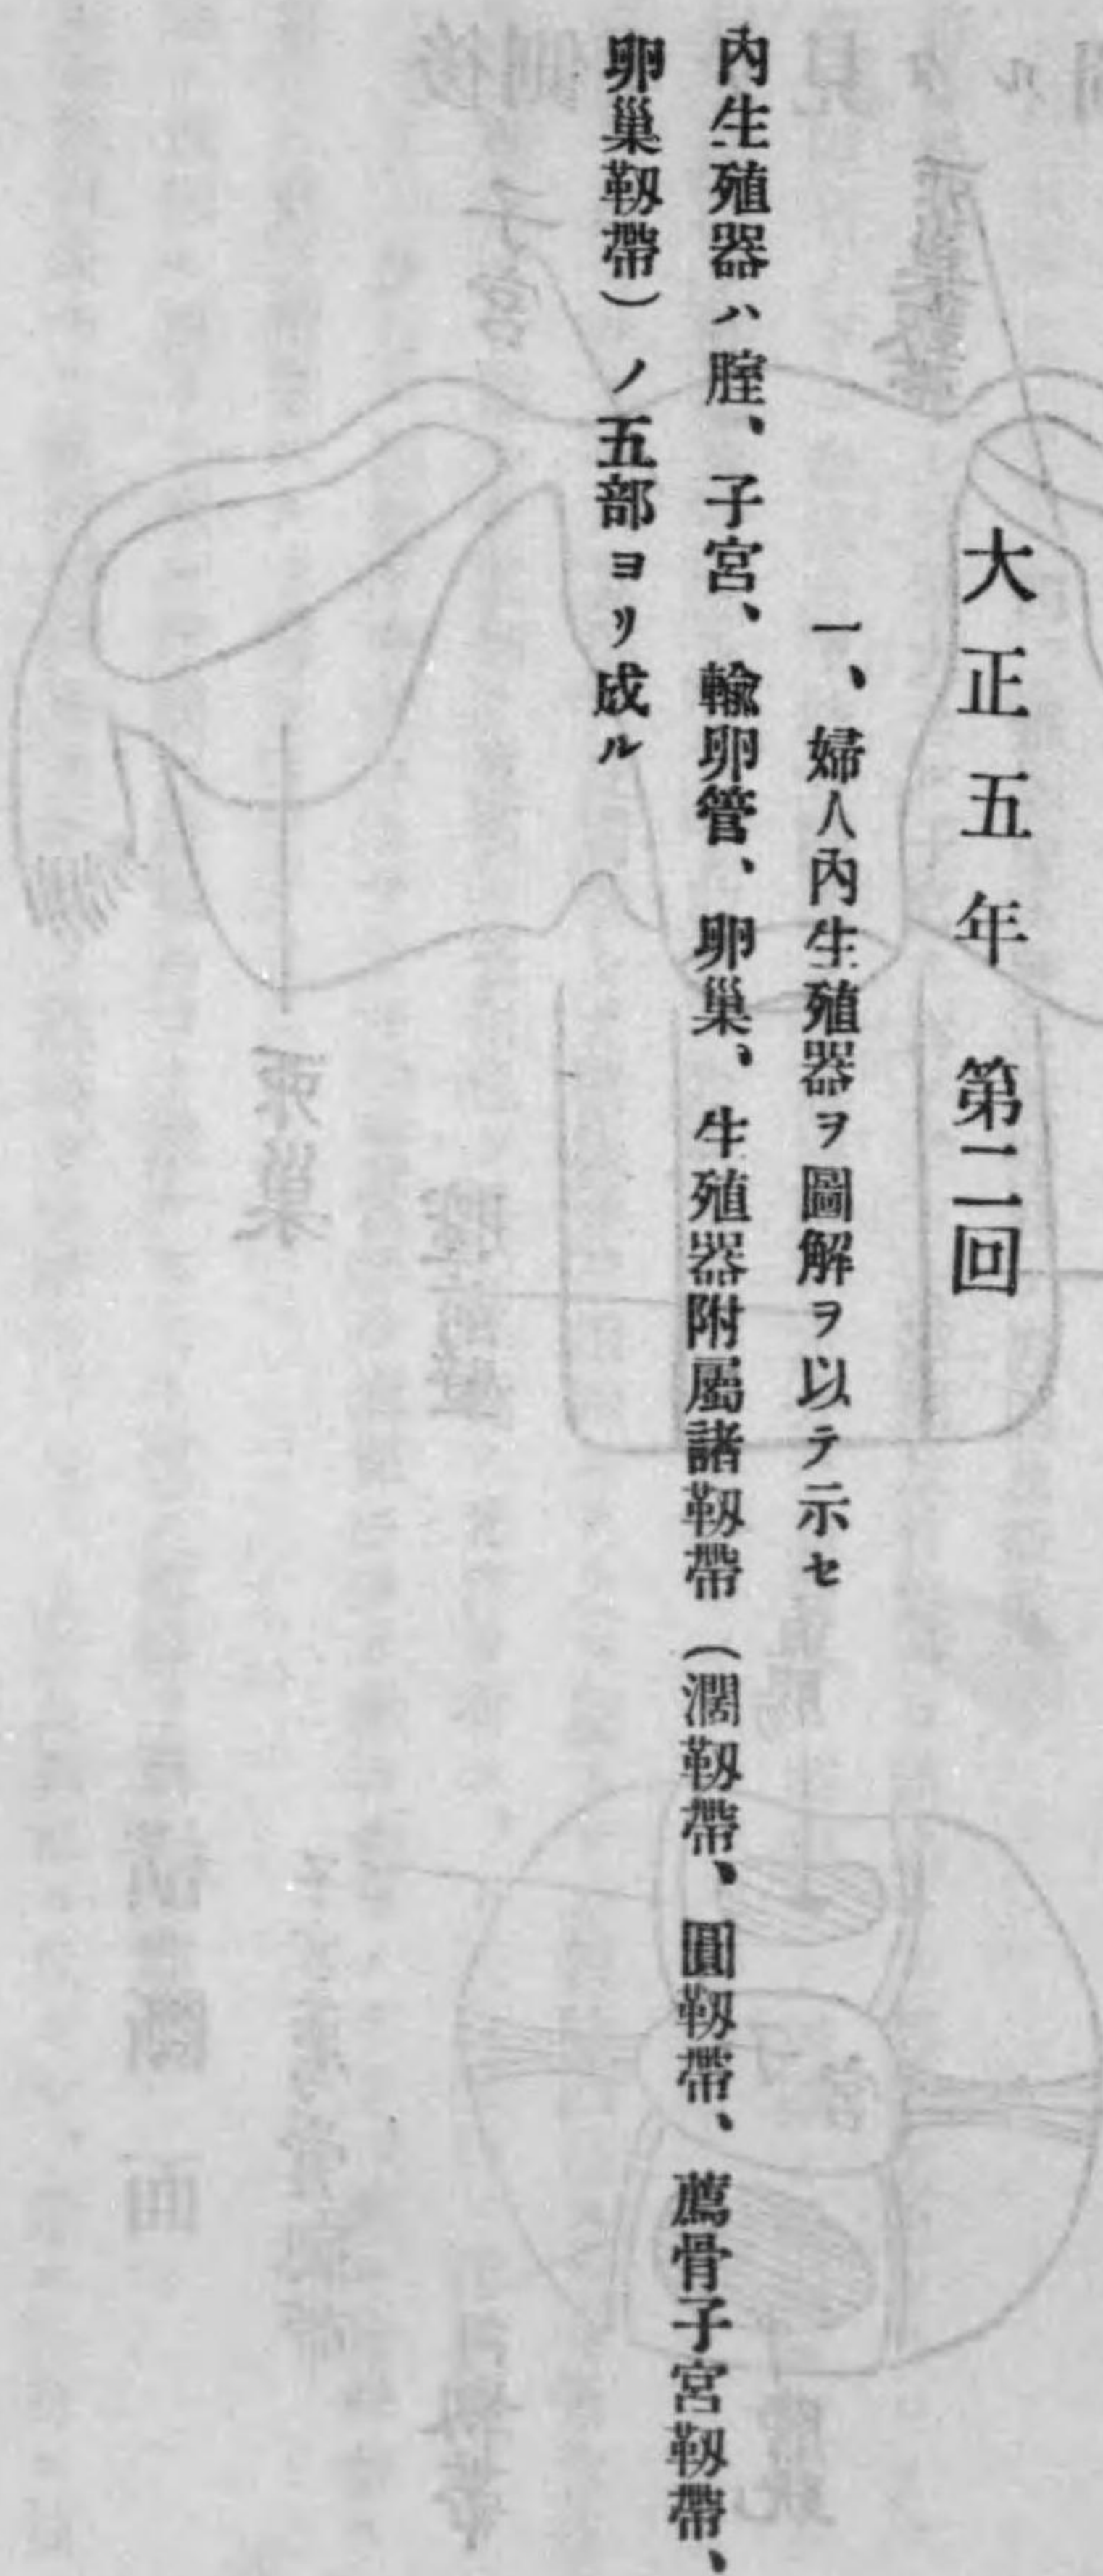 大正五年　第二回
一、婦人內生殖器ヲ圖解ヲ以テ示セ
內生殖器ハ膣、子宮、輸卵管、卵巢、生殖器附屬諸靱帶（濶靱帶、圓靱帶、薦骨子宮靱帶、
卵巢靱帶）ノ五部ヨリ成ル